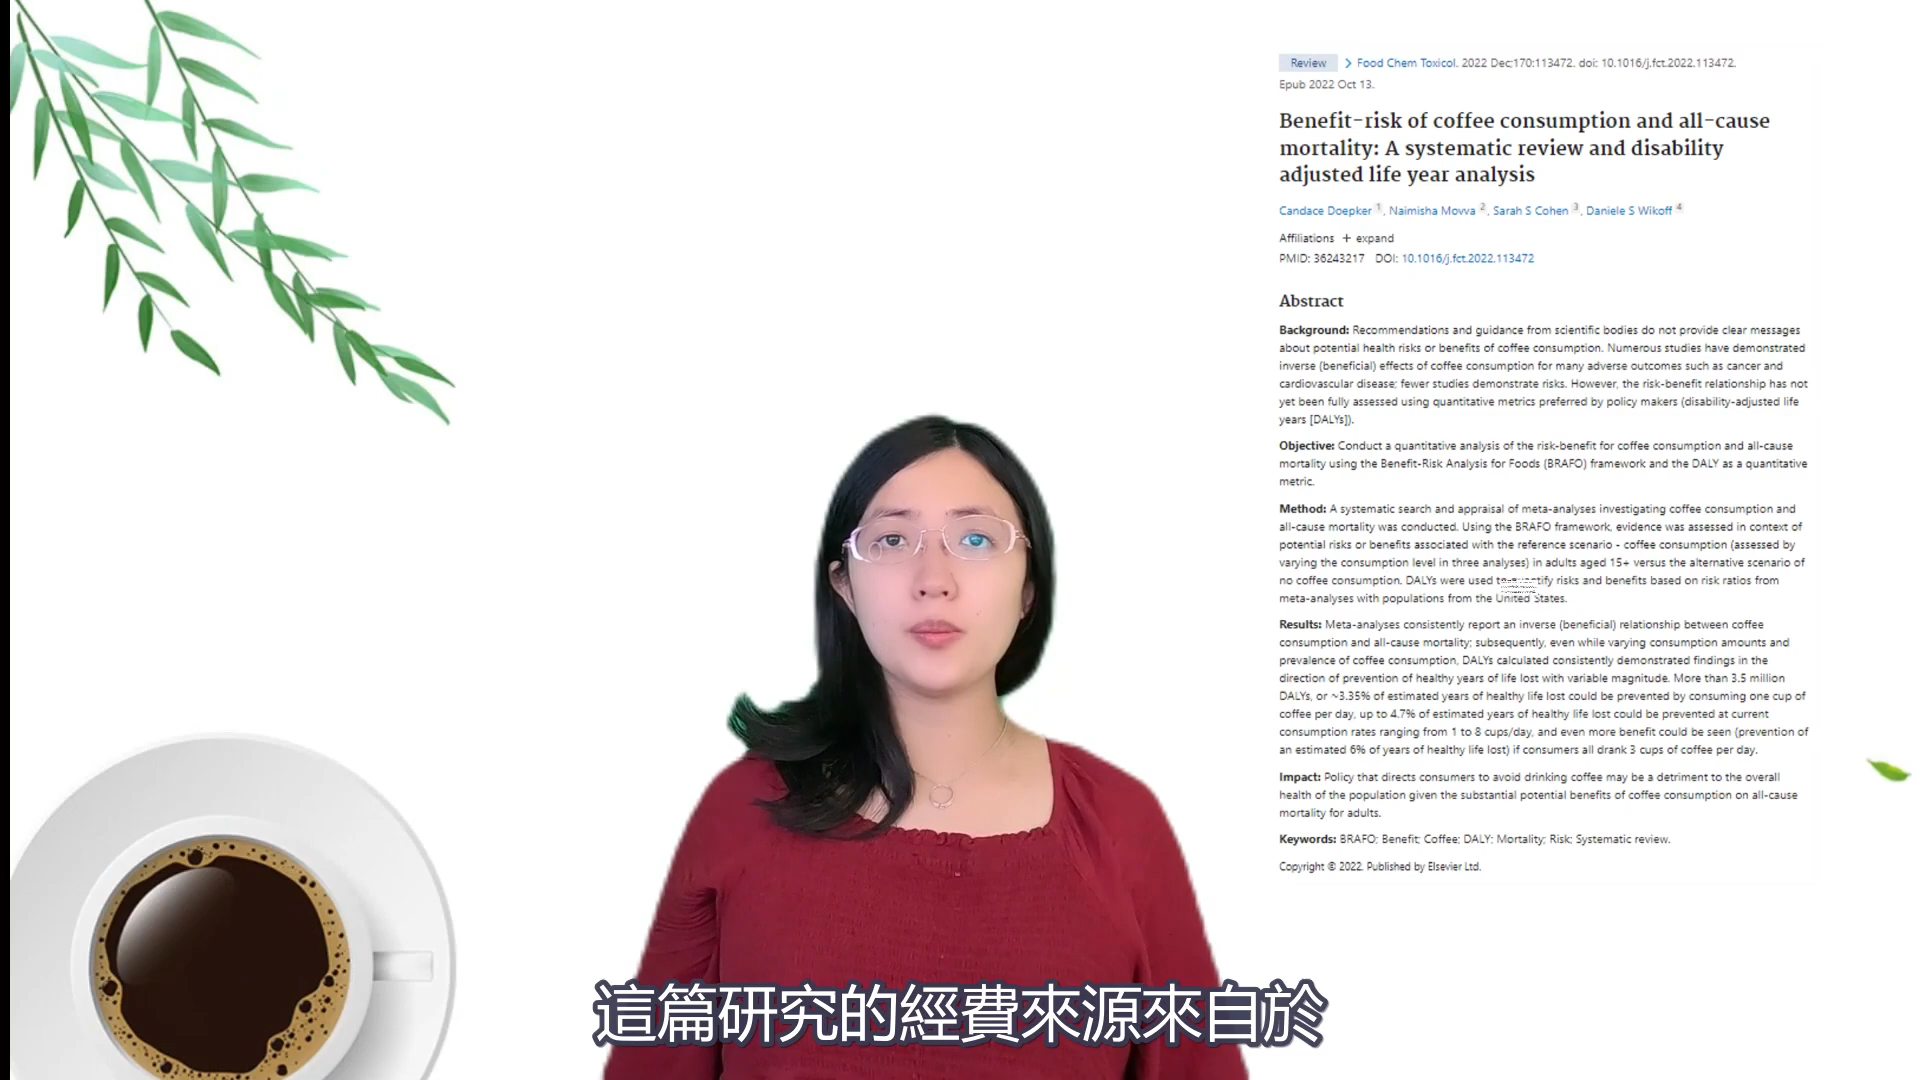 Review > Food Chem Toxicol. 2022 Dec;170:113472. doi: 10.1016/j.fct.2022.113472.
Epub 2022 Oct 13.
Benefit-risk of coffee consumption and all-cause
mortality: A systematic review and disability
adjusted life year analysis
Candace Doepker 1, Naimisha Movva 2, Sarah S Cohen 3, Daniele S Wikoff 4
Affiliations + expand
PMID: 36243217 DOI: 10.1016/j.fct.2022.113472
Abstract
Background: Recommendations and guidance from scientific bodies do not provide clear messages
about potential health risks or benefits of coffee consumption. Numerous studies have demonstrated
inverse (beneficial) effects of coffee consumption for many adverse outcomes such as cancer and
cardiovascular disease; fewer studies demonstrate risks. However, the risk-benefit relationship has not
yet been fully assessed using quantitative metrics preferred by policy makers (disability-adjusted life
years [DALYs]).
Objective: Conduct a quantitative analysis of the risk-benefit for coffee consumption and all-cause
mortality using the Benefit-Risk Analysis for Foods (BRAFO) framework and the DALY as a quantitative
metric.
Method: A systematic search and appraisal of meta-analyses investigating coffee consumption and
all-cause mortality was conducted. Using the BRAFO framework, evidence was assessed in context of
potential risks or benefits associated with the reference scenario - coffee consumption (assessed by
varying the consumption level in three analyses) in adults aged 15+ versus the alternative scenario of
no coffee consumption. DALYs were used to quantify risks and benefits based on risk ratios from
meta-analyses with populations from the United States.
Results: Meta-analyses consistently report an inverse (beneficial) relationship between coffee
consumption and all-cause mortality; subsequently, even while varying consumption amounts and
prevalence of coffee consumption, DALYs calculated consistently demonstrated findings in the
direction of prevention of healthy years of life lost with variable magnitude. More than 3.5 million
DALYs, or ~3.35% of estimated years of healthy life lost could be prevented by consuming one cup of
coffee per day, up to 4.7% of estimated years of healthy life lost could be prevented at current
consumption rates ranging from 1 to 8 cups/day, and even more benefit could be seen (prevention of
an estimated 6% of years of healthy life lost) if consumers all drank 3 cups of coffee per day.
Impact: Policy that directs consumers to avoid drinking coffee may be a detriment to the overall
health of the population given the substantial potential benefits of coffee consumption on all-cause
mortality for adults.
Keywords: BRAFO; Benefit; Coffee; DALY; Mortality; Risk; Systematic review.
Copyright © 2022. Published by Elsevier Ltd.
這篇研究的經費來源來自於